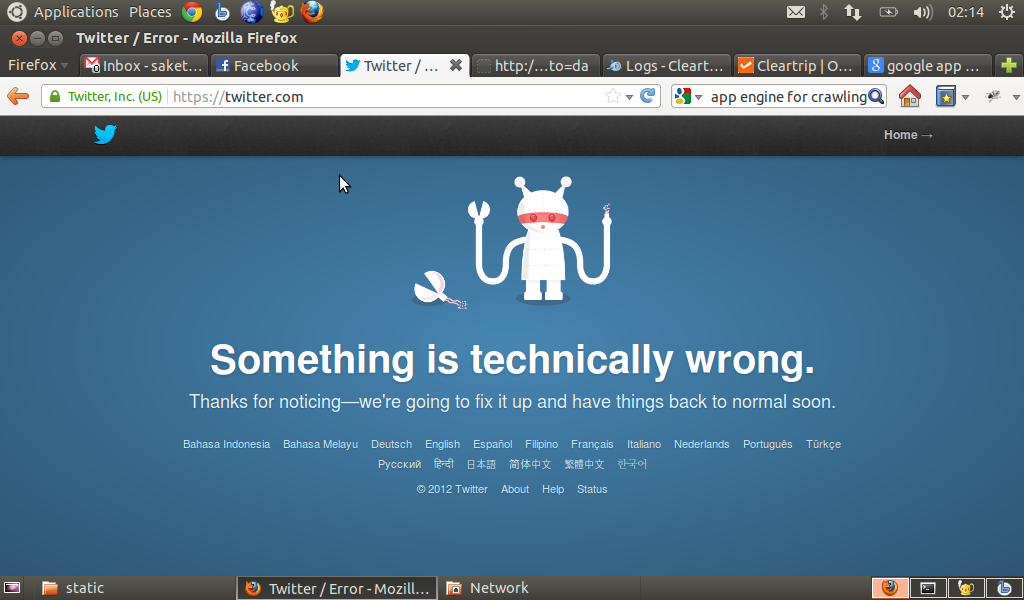 Applications Places 02:14
Twitter / Error - Mozilla Firefox
Firefox Inbox - saket... Facebook Twitter / ... http:/...to=da Logs - Cleart... Cleartrip | O... google app ...
Twitter, Inc. (US) https://twitter.com app engine for crawling
Home →
Something is technically wrong.
Thanks for noticing—we're going to fix it up and have things back to normal soon.
Bahasa Indonesia Bahasa Melayu Deutsch English Español Filipino Français Italiano Nederlands Português Türkçe
Русский हिन्दी 日本語 简体中文 繁體中文 한국어
© 2012 Twitter About Help Status
static Twitter / Error - Mozill... Network